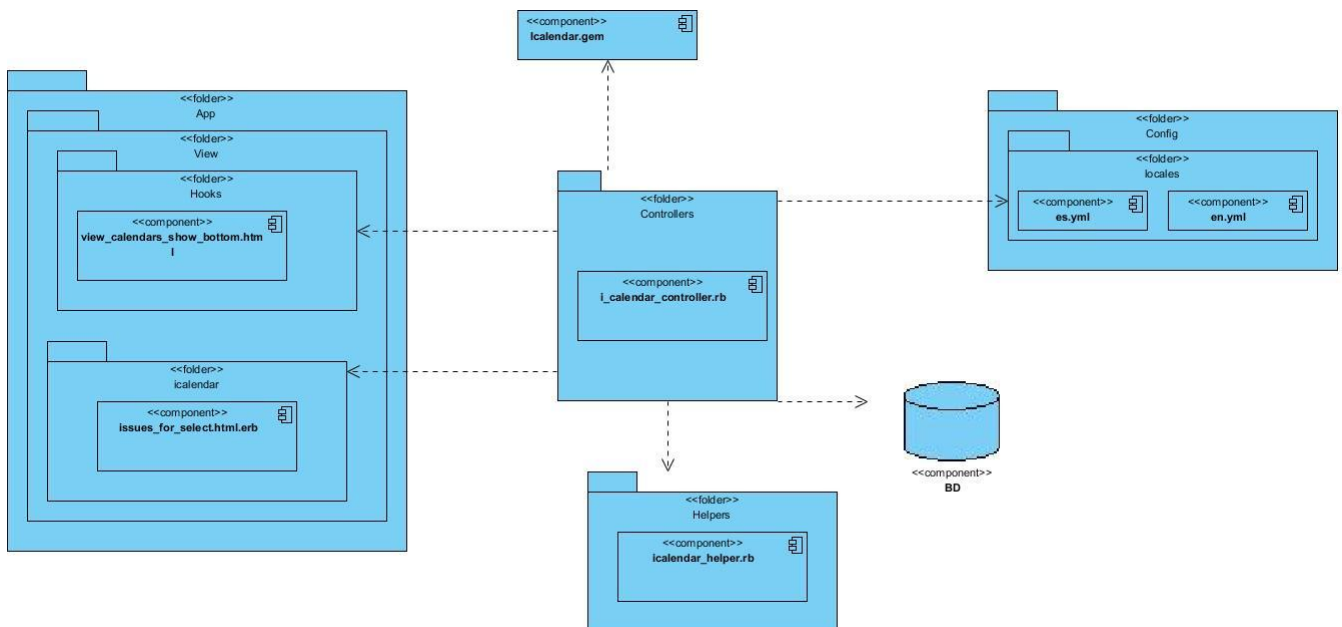 <<component>>
Icalendar.gem
<<folder>>
App
<<folder>>
View
<<folder>>
Hooks
<<component>>
view_calendars_show_bottom.htm
l
<<folder>>
icalendar
<<component>>
issues_for_select.html.erb
<<folder>>
Controllers
<<component>>
i_calendar_controller.rb
<<folder>>
Config
<<folder>>
locales
<<component>>
es.yml
<<component>>
en.yml
<<component>>
BD
<<folder>>
Helpers
<<component>>
icalendar_helper.rb